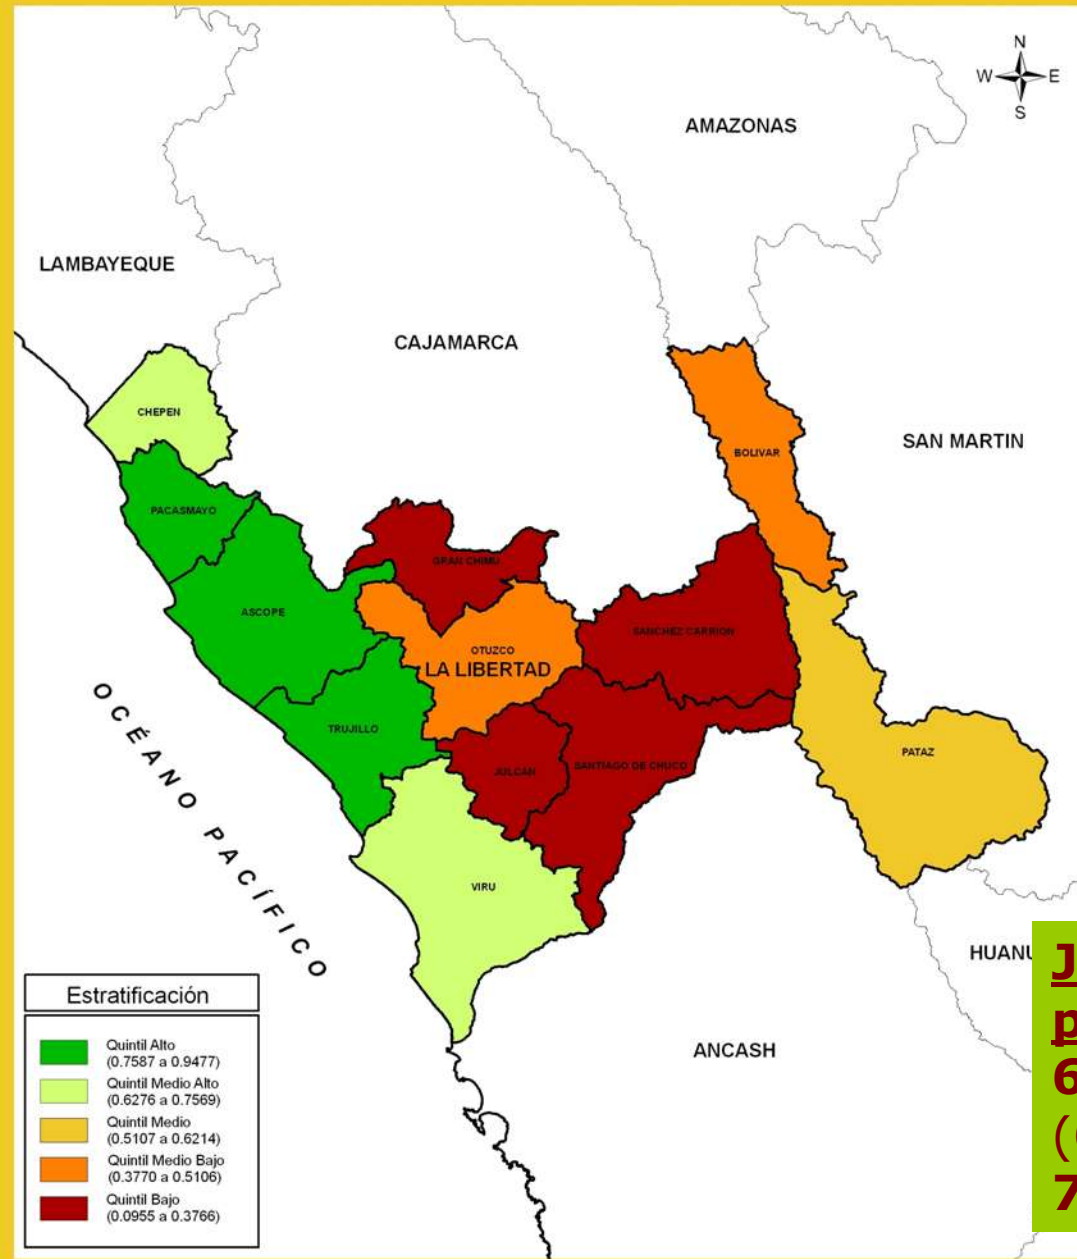 N
W E
S
AMAZONAS
LAMBAYEQUE
CAJAMARCA
SAN MARTIN
CHEPEN
BOLIVAR
PACASMAYO
GRAN CHIMU
ASCOPE
SANCHEZ CARRION
OTUZCO
LA LIBERTAD
TRUJILLO
PATAZ
JULCAN
SANTIAGO DE CHUCO
OCÉANO PACÍFICO
VIRU
HUANU
ANCASH
Estratificación
Quintil Alto
(0.7587 a 0.9477)
Quintil Medio Alto
(0.6276 a 0.7569)
Quintil Medio
(0.5107 a 0.6214)
Quintil Medio Bajo
(0.3770 a 0.5106)
Quintil Bajo
(0.0955 a 0.3766)
J
p
6
(
7